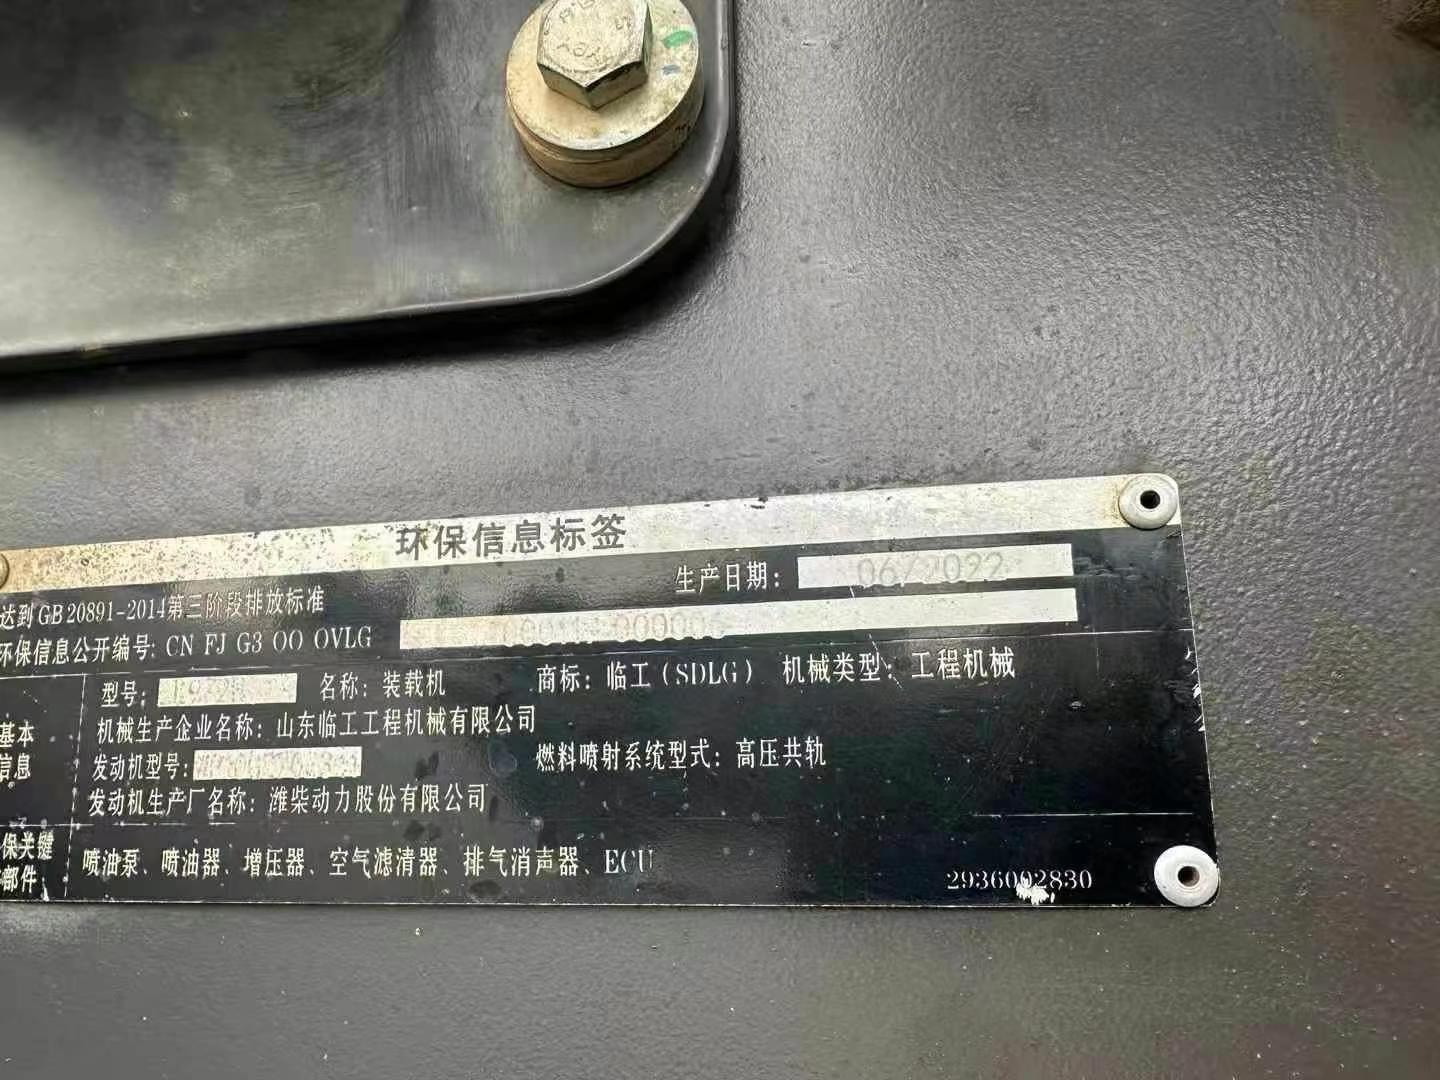 环保信息标签
生产日期: 06/2022
达到GB 20891-2014第三阶段排放标准
环保信息公开编号: CN FJ G3 OO OVLG
型号: 名称: 装载机 商标: 临工(SDLG) 机械类型: 工程机械
基本信息
机械生产企业名称: 山东临工工程机械有限公司
发动机型号: 燃料喷射系统型式: 高压共轨
发动机生产厂名称: 潍柴动力股份有限公司
保关键部件
喷油泵、喷油器、增压器、空气滤清器、排气消声器、ECU
2936002830